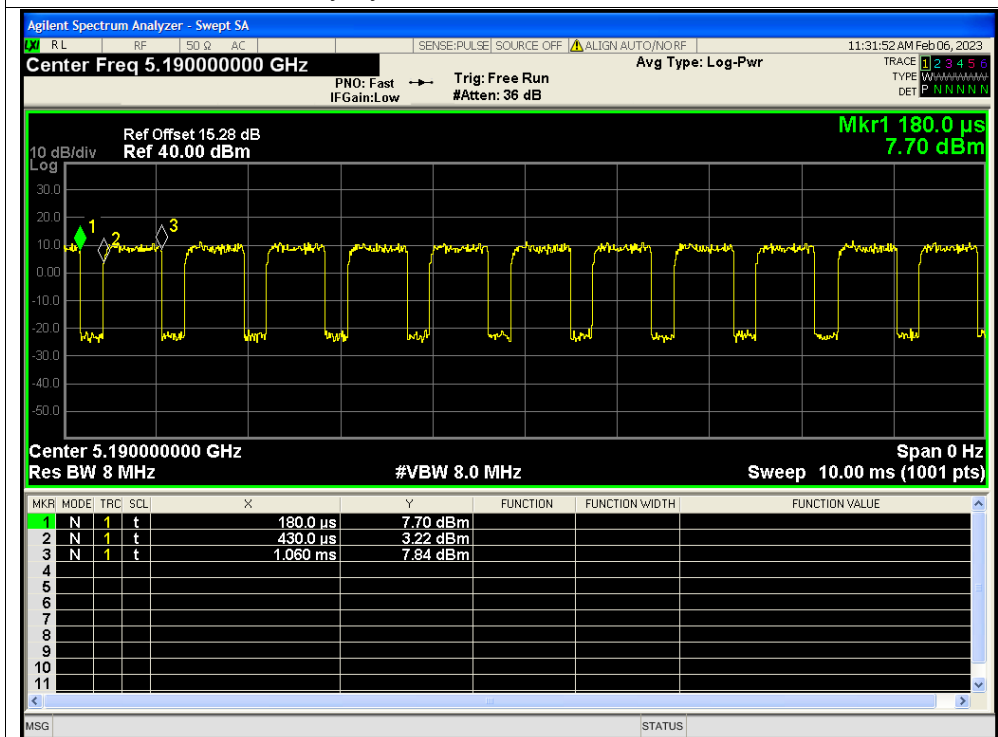 Agilent Spectrum Analyzer - Swept SA
LXI RL RF 50 Ω AC SENSE:PULSE SOURCE OFF ALIGN AUTO/NO RF 11:31:52 AM Feb 06, 2023
Center Freq 5.190000000 GHz Avg Type: Log-Pwr TRACE 1 2 3 4 5 6
PNO: Fast Trig: Free Run TYPE WWWWWW
IFGain:Low #Atten: 36 dB DET P N N N N N
Mkr1 180.0 µs
Ref Offset 15.28 dB
10 dB/div Ref 40.00 dBm 7.70 dBm
Log
30.0
20.0
1 2 3
10.0
0.00
-10.0
-20.0
-30.0
-40.0
-50.0
Center 5.190000000 GHz Span 0 Hz
Res BW 8 MHz #VBW 8.0 MHz Sweep 10.00 ms (1001 pts)
MKR MODE TRC SCL X Y FUNCTION FUNCTION WIDTH FUNCTION VALUE
1 N 1 t 180.0 µs 7.70 dBm
2 N 1 t 430.0 µs 3.22 dBm
3 N 1 t 1.060 ms 7.84 dBm
4
5
6
7
8
9
10
11
MSG STATUS